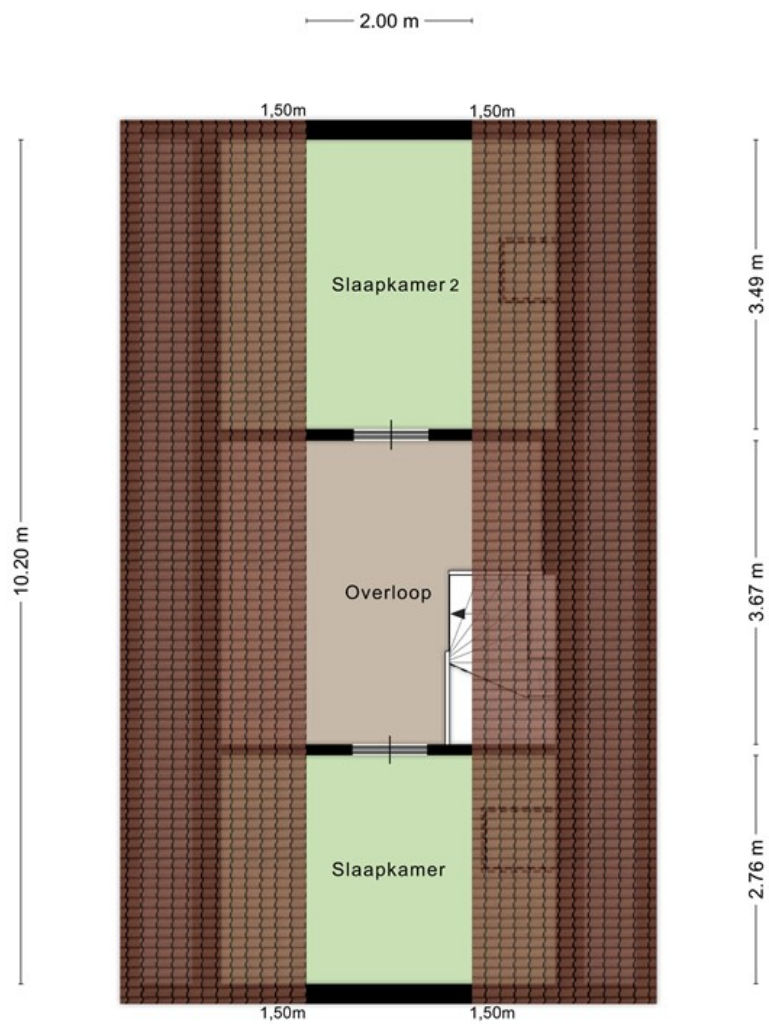 2.00 m
1,50m 1,50m
3.49 m
Slaapkamer 2
10.20 m
3.67 m
Overloop
2.76 m
Slaapkamer
1,50m 1,50m